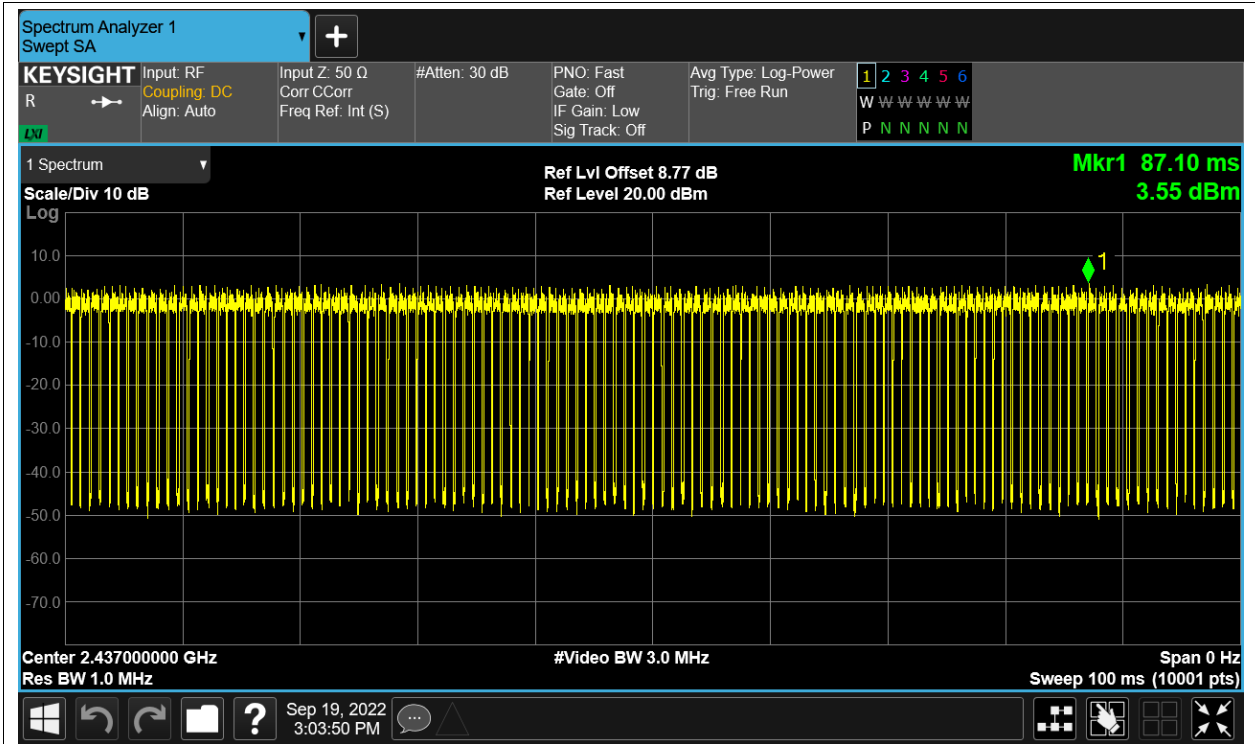 Spectrum Analyzer 1
Swept SA
+
KEYSIGHT
R
LXI
Input: RF
Coupling: DC
Align: Auto
Input Z: 50 Ω
Corr CCorr
Freq Ref: Int (S)
#Atten: 30 dB
PNO: Fast
Gate: Off
IF Gain: Low
Sig Track: Off
Avg Type: Log-Power
Trig: Free Run
1 2 3 4 5 6
W W W W W W
P N N N N N
1 Spectrum
Scale/Div 10 dB
Log
Ref Lvl Offset 8.77 dB
Ref Level 20.00 dBm
Mkr1 87.10 ms
3.55 dBm
1
10.0
0.00
-10.0
-20.0
-30.0
-40.0
-50.0
-60.0
-70.0
Center 2.437000000 GHz
Res BW 1.0 MHz
#Video BW 3.0 MHz
Span 0 Hz
Sweep 100 ms (10001 pts)
?
Sep 19, 2022
3:03:50 PM